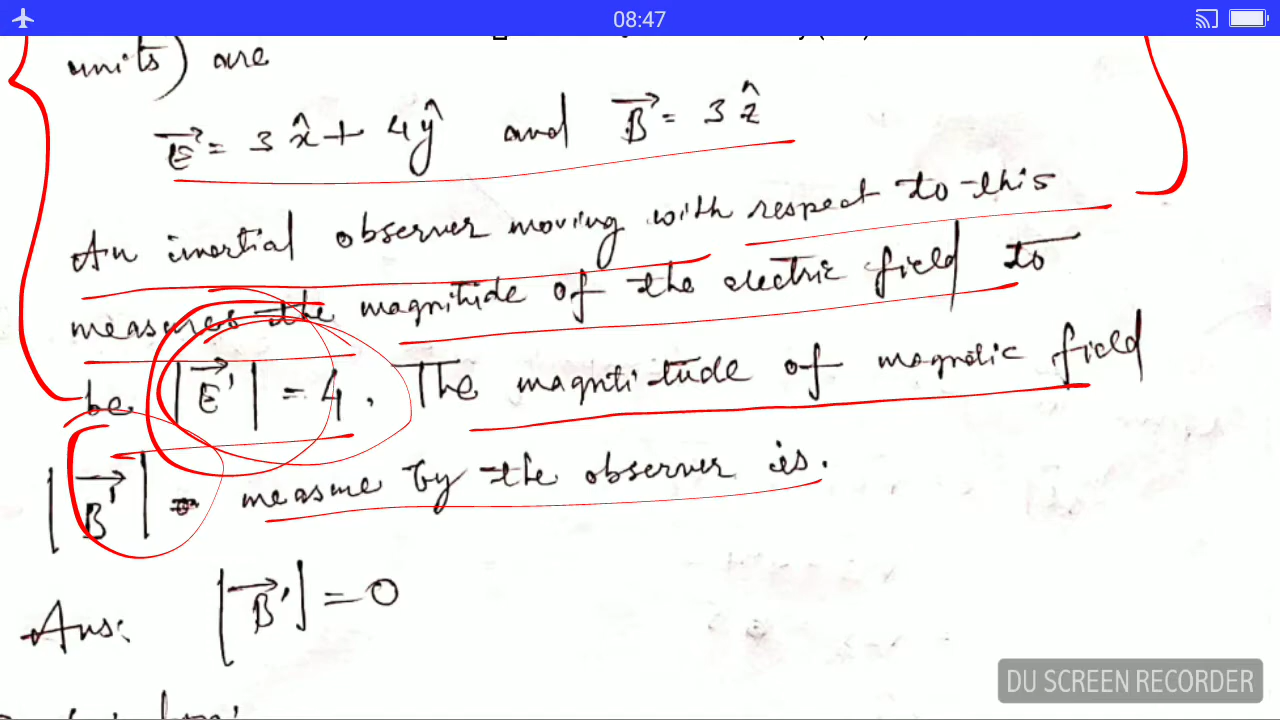 08:47
units) are
E⃗ = 3 x̂ + 4 ŷ and B⃗ = 3 ẑ
An inertial observer moving with respect to this
measures the magnitude of the electric field to
be |E⃗'| = 4. The magnitude of magnetic field
|B⃗'| = measure by the observer is.
Ans: |B⃗'| = 0
DU SCREEN RECORDER